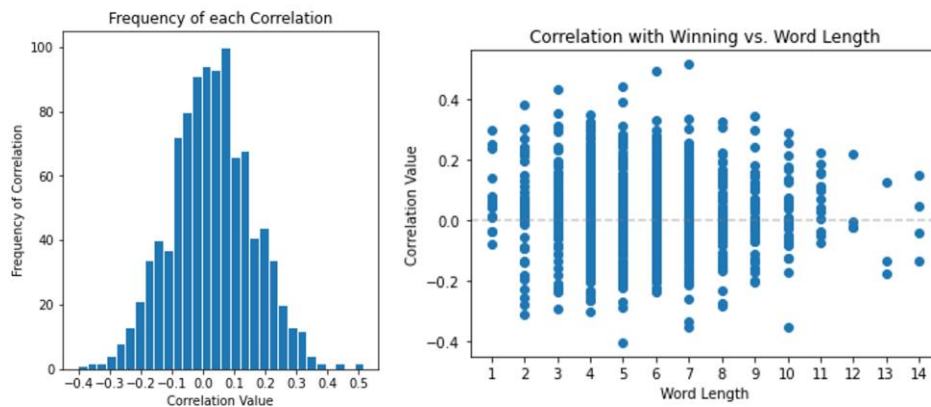 Frequency of each Correlation
100
80
60
40
20
0
Frequency of Correlation
−0.4 −0.3 −0.2 −0.1 0.0 0.1 0.2 0.3 0.4 0.5
Correlation Value
Correlation with Winning vs. Word Length
0.4
0.2
0.0
−0.2
−0.4
Correlation Value
1 2 3 4 5 6 7 8 9 10 11 12 13 14
Word Length